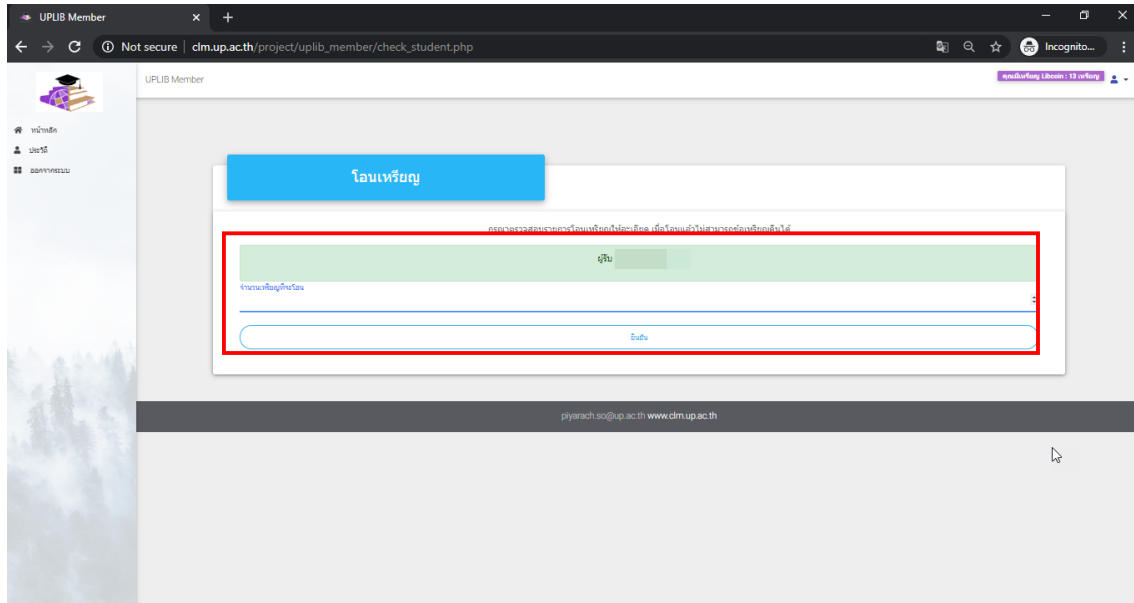 UPLIB Member
Not secure | clm.up.ac.th/project/uplib_member/check_student.php
Incognito...
UPLIB Member
คุณมีเหรียญ Libcoin : 13 เหรียญ
หน้าหลัก
ประวัติ
ออกจากระบบ
โอนเหรียญ
กรุณาตรวจสอบรายการโอนเหรียญให้ละเอียด เมื่อโอนแล้วไม่สามารถขอเหรียญคืนได้
ผู้รับ
จำนวนเหรียญที่จะโอน
ยืนยัน
piyarach.so@up.ac.th www.clm.up.ac.th